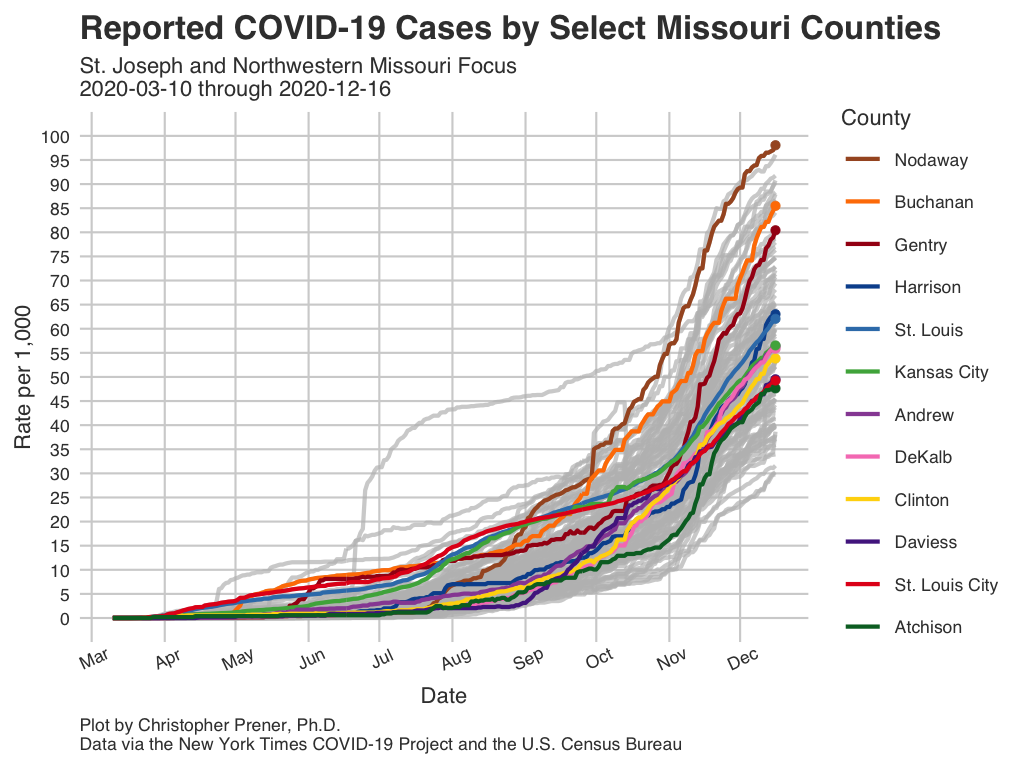 Reported COVID-19 Cases by Select Missouri Counties
St. Joseph and Northwestern Missouri Focus
2020-03-10 through 2020-12-16
County
Nodaway
Buchanan
Gentry
Harrison
St. Louis
Kansas City
Andrew
DeKalb
Clinton
Daviess
St. Louis City
Atchison
Rate per 1,000
100
95
90
85
80
75
70
65
60
55
50
45
40
35
30
25
20
15
10
5
0
Mar Apr May Jun Jul Aug Sep Oct Nov Dec
Date
Plot by Christopher Prener, Ph.D.
Data via the New York Times COVID-19 Project and the U.S. Census Bureau